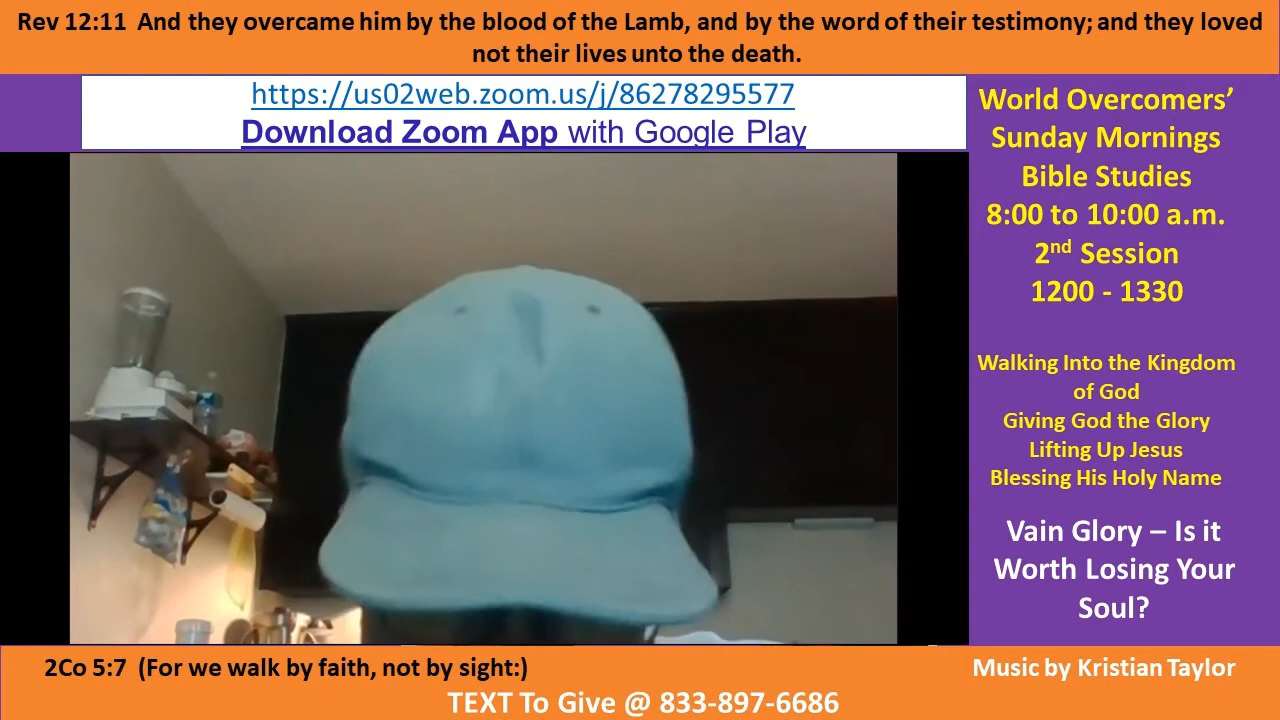 Rev 12:11  And they overcame him by the blood of the Lamb, and by the word of their testimony; and they loved
not their lives unto the death.
https://us02web.zoom.us/j/86278295577
Download Zoom App with Google Play
World Overcomers’
Sunday Mornings
Bible Studies
8:00 to 10:00 a.m.
2nd Session
1200 - 1330
Walking Into the Kingdom
of God
Giving God the Glory
Lifting Up Jesus
Blessing His Holy Name
Vain Glory – Is it
Worth Losing Your
Soul?
2Co 5:7  (For we walk by faith, not by sight:)
Music by Kristian Taylor
TEXT To Give @ 833-897-6686